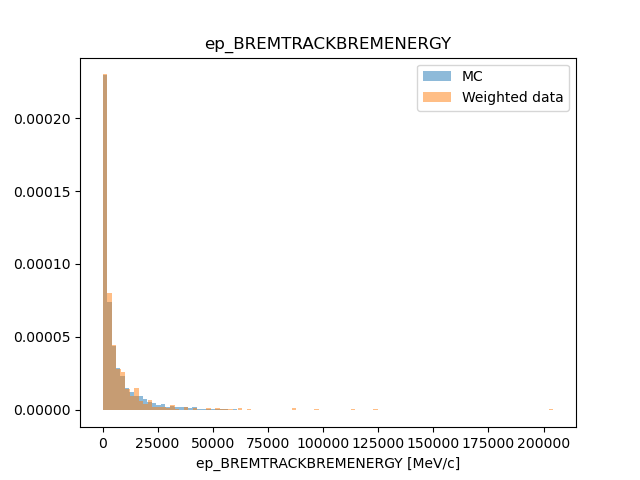 ep_BREMTRACKBREMENERGY
MC
Weighted data
0.00020
0.00015
0.00010
0.00005
0.00000
0 25000 50000 75000 100000 125000 150000 175000 200000
ep_BREMTRACKBREMENERGY [MeV/c]